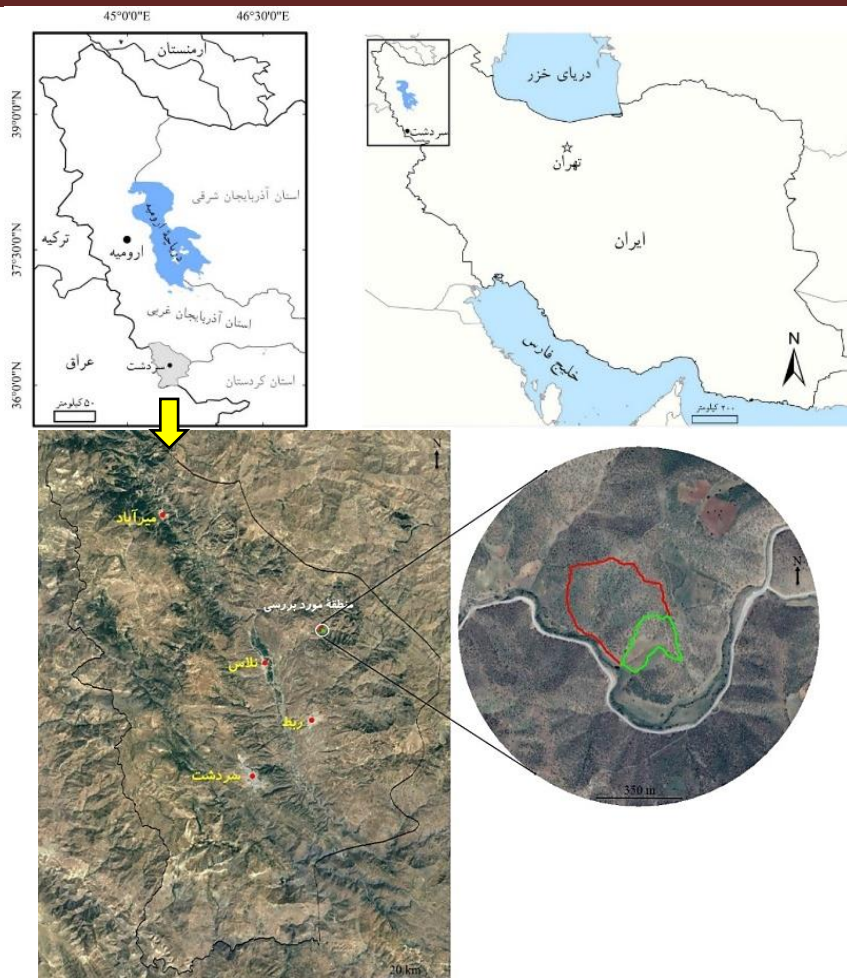 45°0'0"E
46°30'0"E
39°0'0"N
37°30'0"N
36°0'0"N
ارمنستان
استان آذربایجان شرقی
دریاچهٔ ارومیه
ارومیه
ترکیه
استان آذربایجان غربی
عراق
سردشت
استان کردستان
۵۰ کیلومتر
دریای خزر
سردشت
تهران
ایران
خلیج فارس
N
۲۰۰ کیلومتر
N
میرآباد
منطقهٔ مورد بررسی
نلاس
ربط
سردشت
20 km
N
350 m